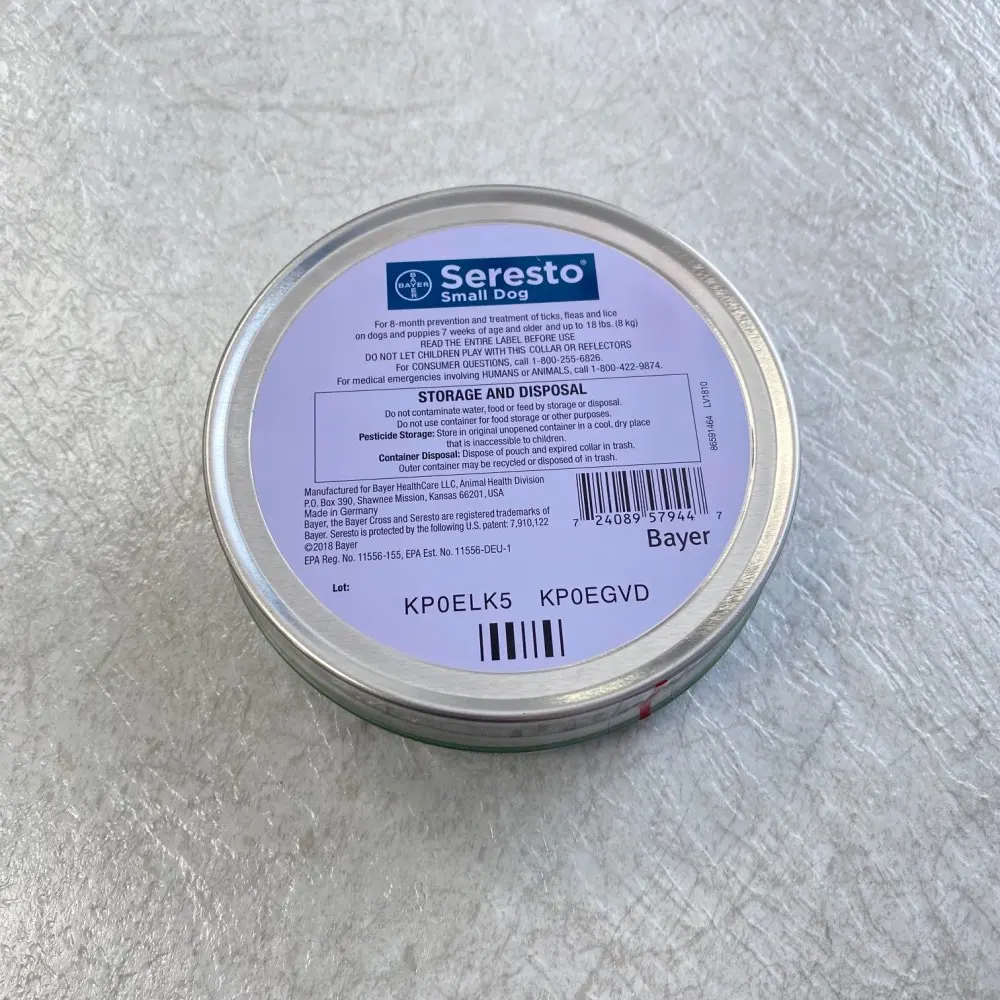 BAYER
BAYER
Seresto®
Small Dog
For 8-month prevention and treatment of ticks, fleas and lice
on dogs and puppies 7 weeks of age and older and up to 18 lbs. (8 kg)
READ THE ENTIRE LABEL BEFORE USE
DO NOT LET CHILDREN PLAY WITH THIS COLLAR OR REFLECTORS
For CONSUMER QUESTIONS, call 1-800-255-6826.
For medical emergencies involving HUMANS or ANIMALS, call 1-800-422-9874.
STORAGE AND DISPOSAL
Do not contaminate water, food or feed by storage or disposal.
Do not use container for food storage or other purposes.
Pesticide Storage: Store in original unopened container in a cool, dry place
that is inaccessible to children.
Container Disposal: Dispose of pouch and expired collar in trash.
Outer container may be recycled or disposed of in trash.
86591464 LV1810
Manufactured for Bayer HealthCare LLC, Animal Health Division
P.O. Box 390, Shawnee Mission, Kansas 66201, USA
Made in Germany
Bayer, the Bayer Cross and Seresto are registered trademarks of
Bayer. Seresto is protected by the following U.S. patent: 7,910,122
©2018 Bayer
EPA Reg. No. 11556-155, EPA Est. No. 11556-DEU-1
7 24089 57944 7
Bayer
Lot:
KP0ELK5 KP0EGVD